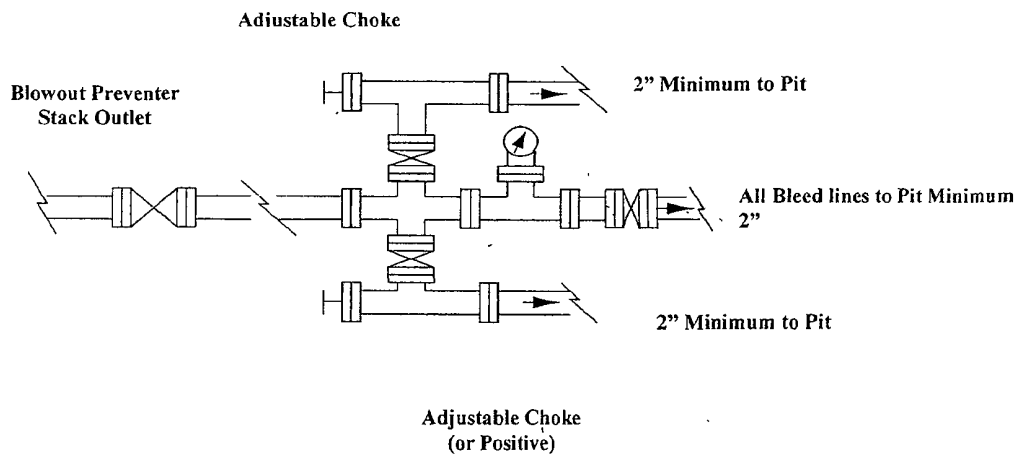 Adjustable Choke
2” Minimum to Pit
Blowout Preventer
Stack Outlet
All Bleed lines to Pit Minimum
2”
2” Minimum to Pit
Adjustable Choke
(or Positive)